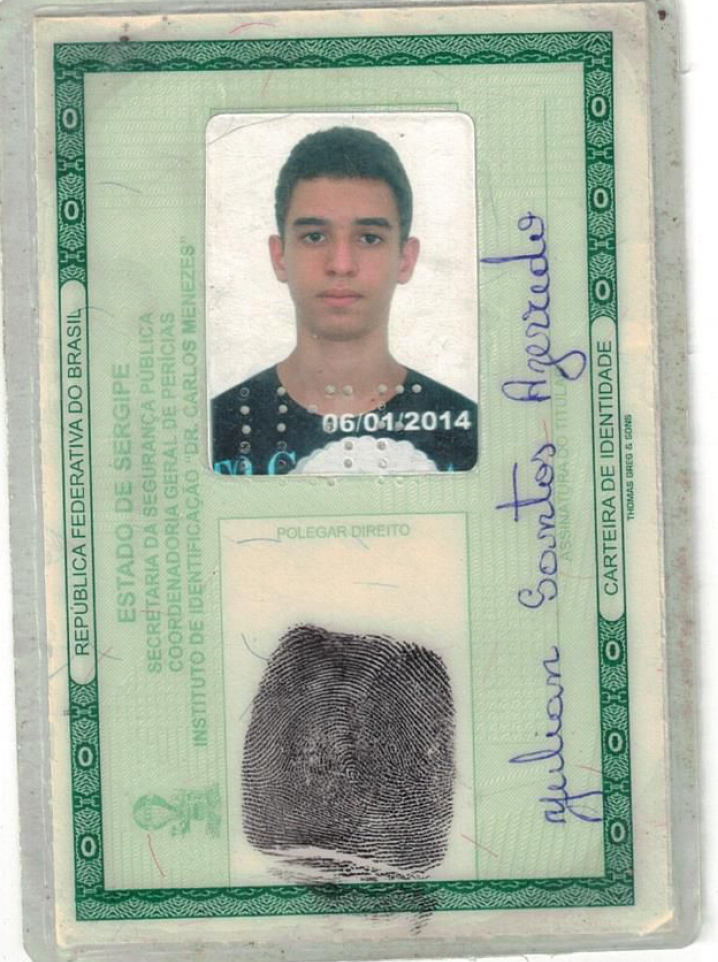 REPÚBLICA FEDERATIVA DO BRASIL
ESTADO DE SERGIPE
SECRETARIA DA SEGURANÇA PÚBLICA
COORDENADORIA GERAL DE PERÍCIAS
INSTITUTO DE IDENTIFICAÇÃO "DR. CARLOS MENEZES"
06/01/2014
POLEGAR DIREITO
Santos Azevedo
ASSINATURA DO TITULAR
CARTEIRA DE IDENTIDADE
THOMAS GREG & SONS